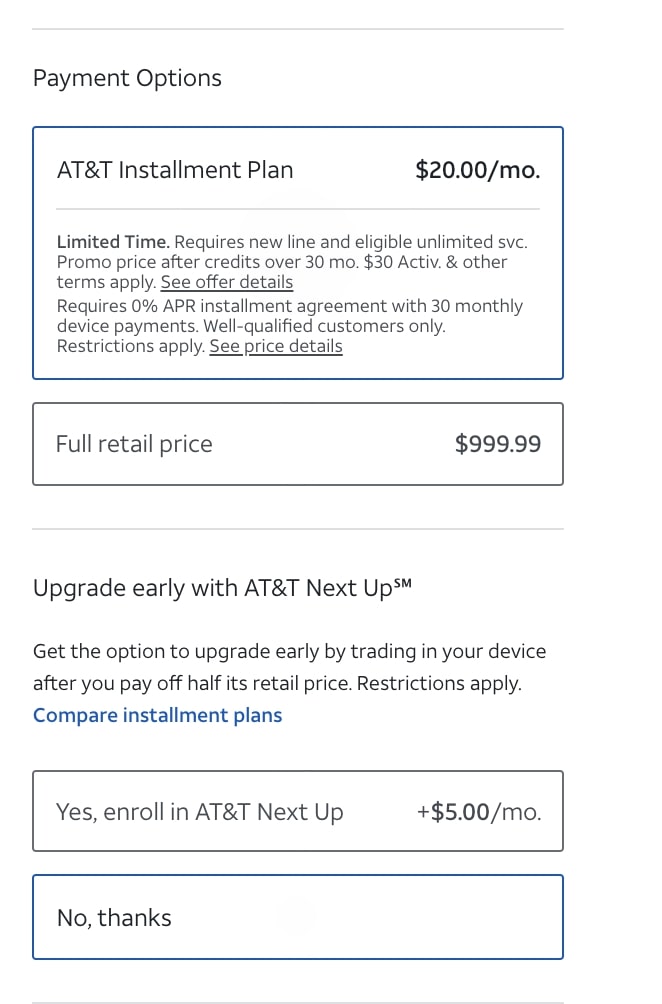 Payment Options
AT&T Installment Plan $20.00/mo.
Limited Time. Requires new line and eligible unlimited svc.
Promo price after credits over 30 mo. $30 Activ. & other
terms apply. See offer details
Requires 0% APR installment agreement with 30 monthly
device payments. Well-qualified customers only.
Restrictions apply. See price details
Full retail price $999.99
Upgrade early with AT&T Next Up℠
Get the option to upgrade early by trading in your device
after you pay off half its retail price. Restrictions apply.
Compare installment plans
Yes, enroll in AT&T Next Up +$5.00/mo.
No, thanks